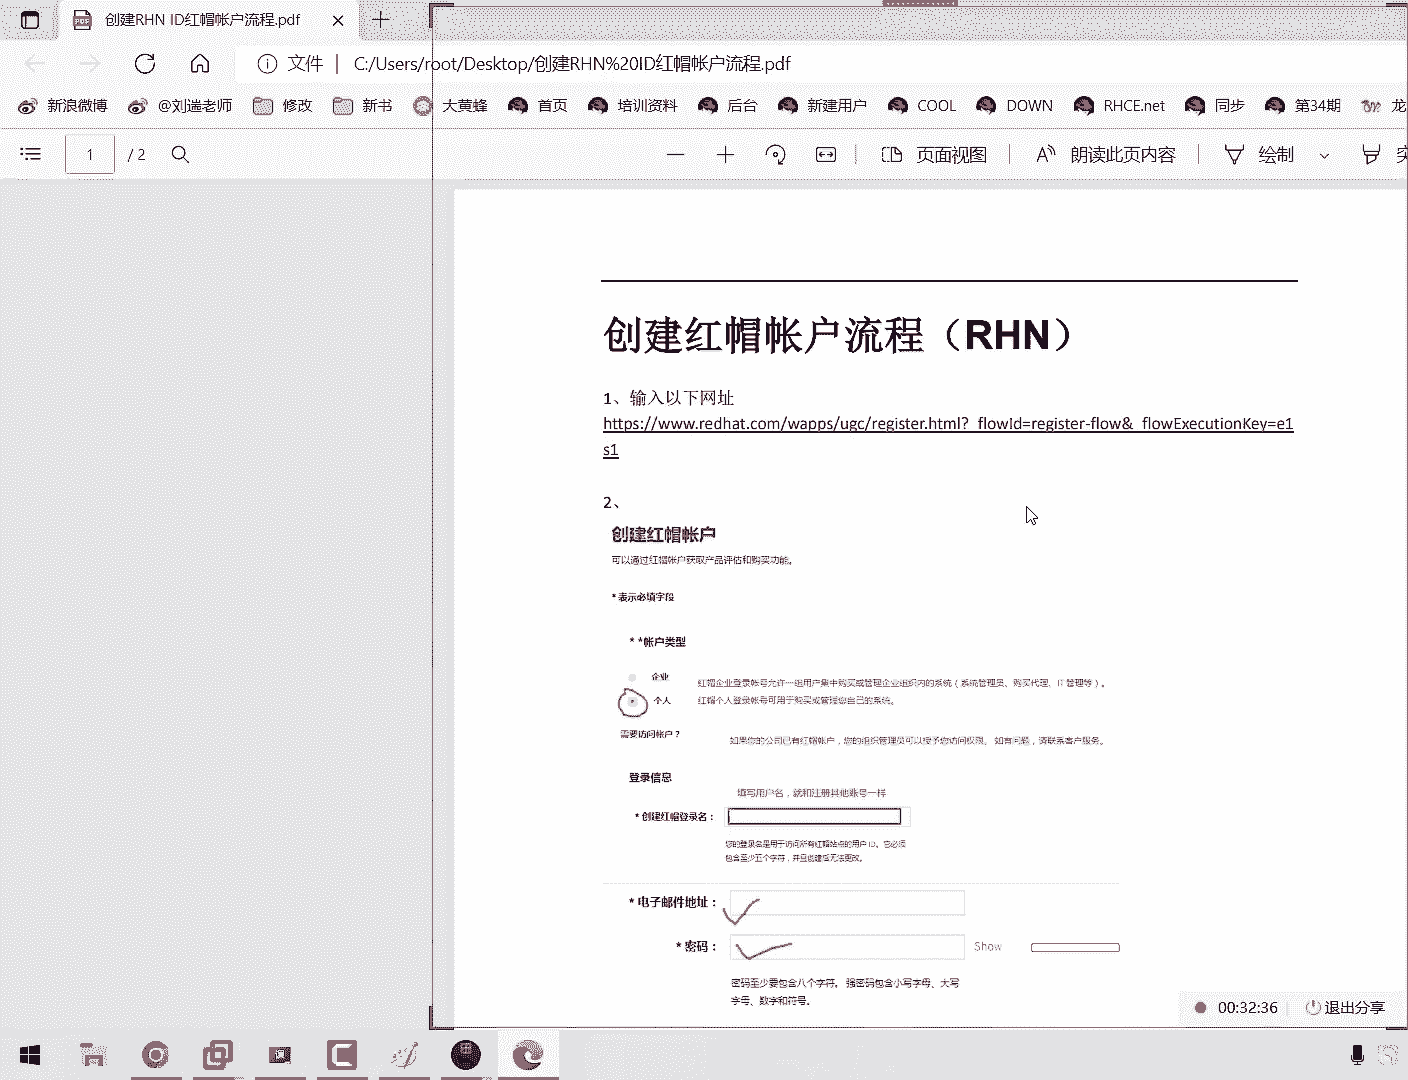 创建RHN ID红帽帐户流程.pdf
文件 | C:/Users/root/Desktop/创建RHN%20ID红帽帐户流程.pdf
新浪微博 @刘遄老师 修改 新书 大黄蜂 首页 培训资料 后台 新建用户 COOL DOWN RHCE.net 同步 第34期 龙
1 / 2 页面视图 朗读此页内容 绘制
创建红帽帐户流程（RHN）
1、输入以下网址
https://www.redhat.com/wapps/ugc/register.html?_flowId=register-flow&_flowExecutionKey=e1
s1
2、
创建红帽帐户
可以通过红帽帐户获取产品评估和购买功能。
* 表示必填字段
* *帐户类型
企业 红帽企业登录帐号允许一组用户集中购买或管理企业组织内的系统（系统管理员、购买代理、IT 管理等）。
个人 红帽个人登录帐号可用于购买或管理您自己的系统。
需要访问帐户？ 如果您的公司已有红帽帐户，您的组织管理员可以授予您访问权限。 如有问题，请联系客户服务。
登录信息
填写用户名，就和注册其他账号一样
* 创建红帽登录名：
您的登录名是用于访问所有红帽站点的用户 ID。它必须
包含至少五个字符，并且创建后无法更改。
* 电子邮件地址：
* 密码： Show
密码至少要包含八个字符。 强密码包含小写字母、大写
字母、数字和符号。
00:32:36 退出分享